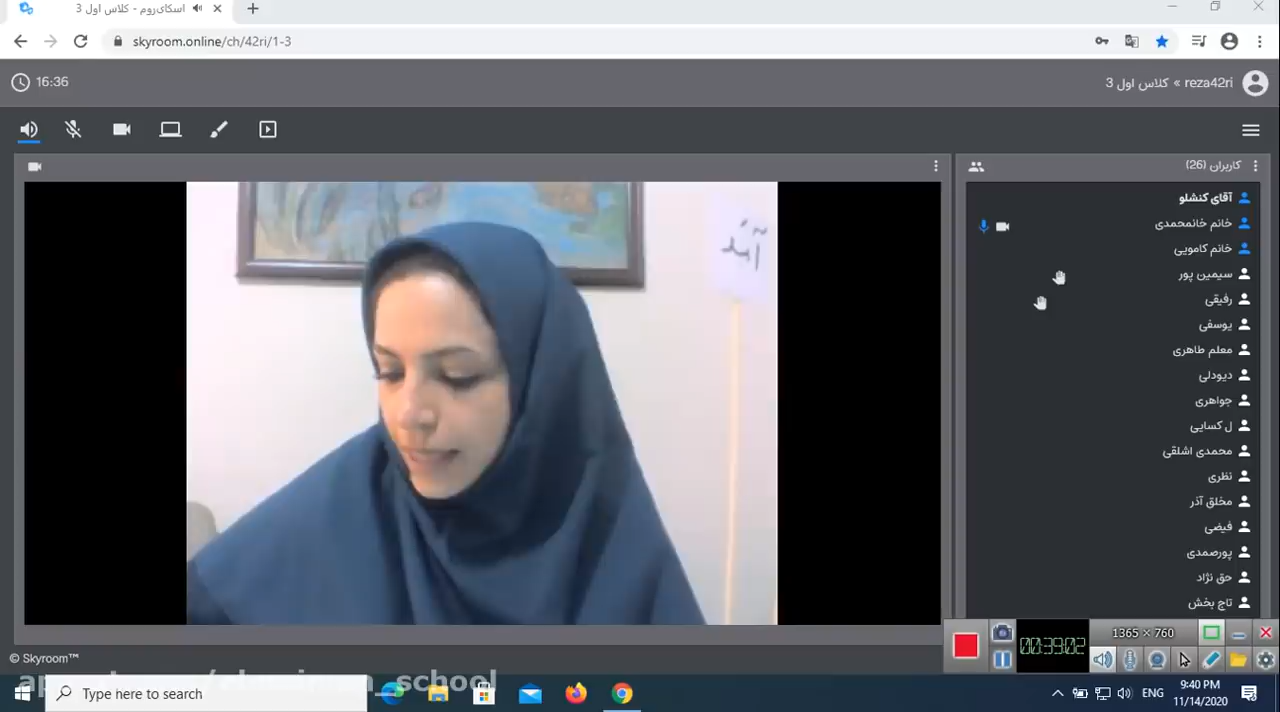 اسکای‌روم - کلاس اول 3
skyroom.online/ch/42ri/1-3
16:36
reza42ri » کلاس اول 3
کاربران (26)
آقای کنشلو
خانم خانمحمدی
خانم کامویی
سیمین پور
رفیقی
یوسفی
معلم طاهری
دیودلی
جواهری
ل کسایی
محمدی اشلقی
نظری
مخلق آذر
فیضی
پورصمدی
حق نژاد
تاج بخش
1365 × 760
00:39:02
© Skyroom™
_school
Type here to search
ENG
9:40 PM
11/14/2020